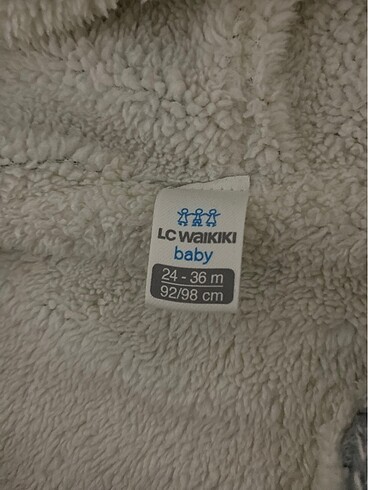 LC WAIKIKI
baby
24 - 36 m
92/98 cm